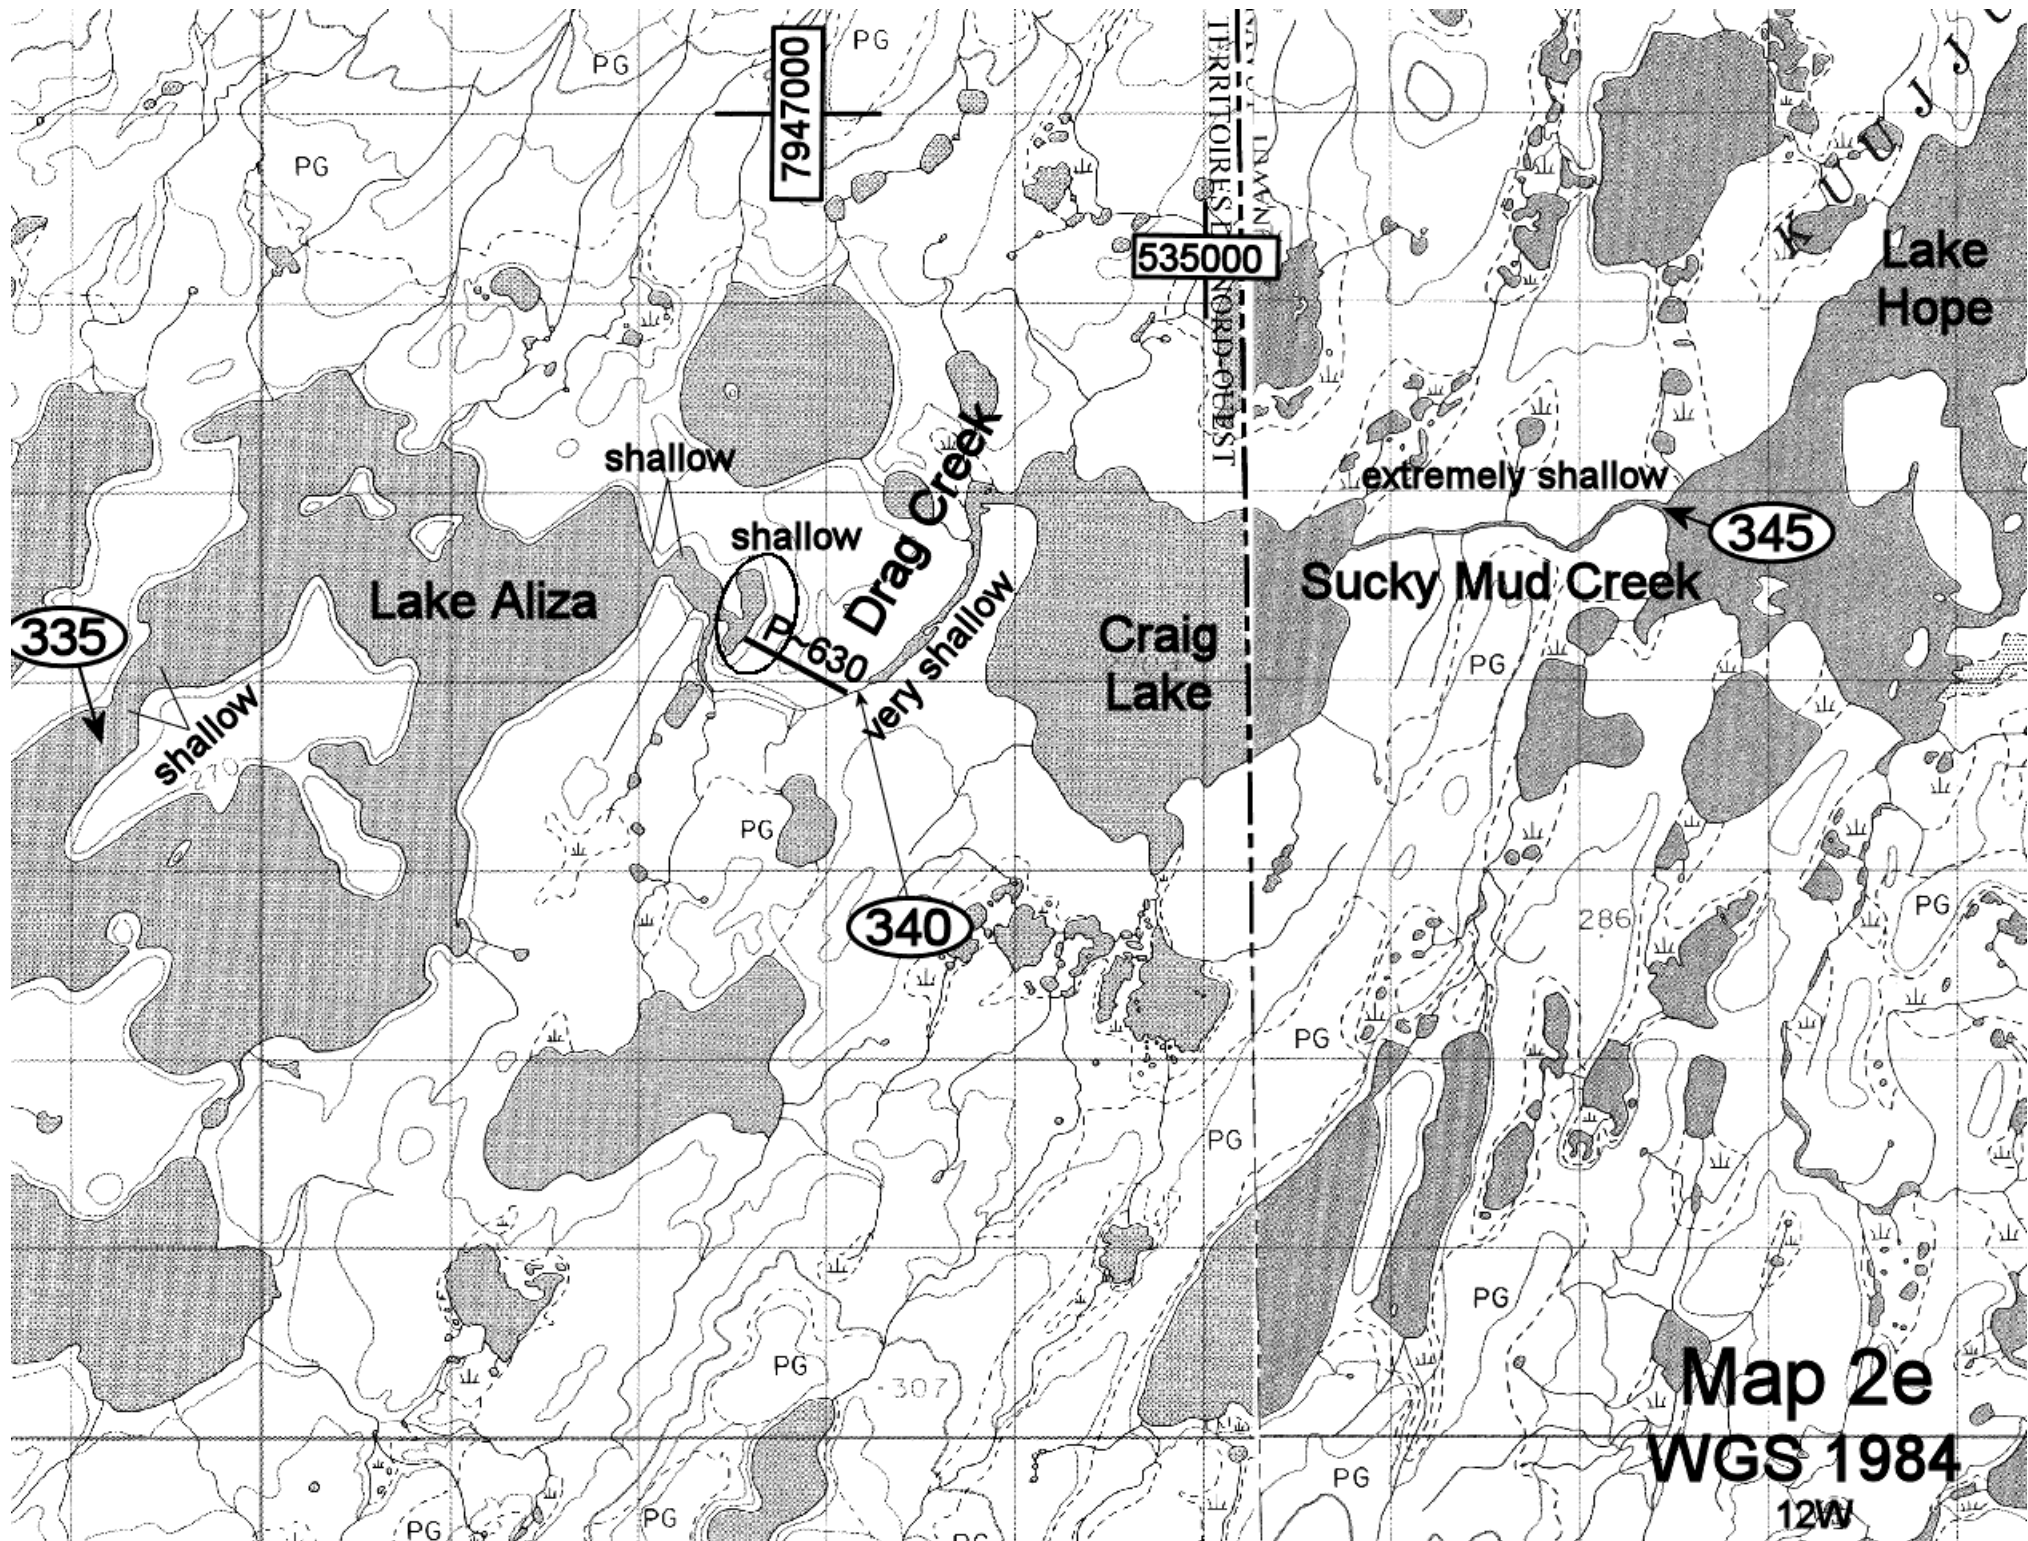 PG
PG
7947000
PG
TERRITOIRES
NORD-OUEST
535000
K U U J J
Lake
Hope
shallow
shallow
Drag Creek
extremely shallow
345
Sucky Mud Creek
Lake Aliza
335
P~630
very shallow
Craig
Lake
PG
shallow
270
PG
340
286
PG
PG
PG
PG
PG
307
Map 2e
WGS 1984
12W
PG
PG
PG
PG